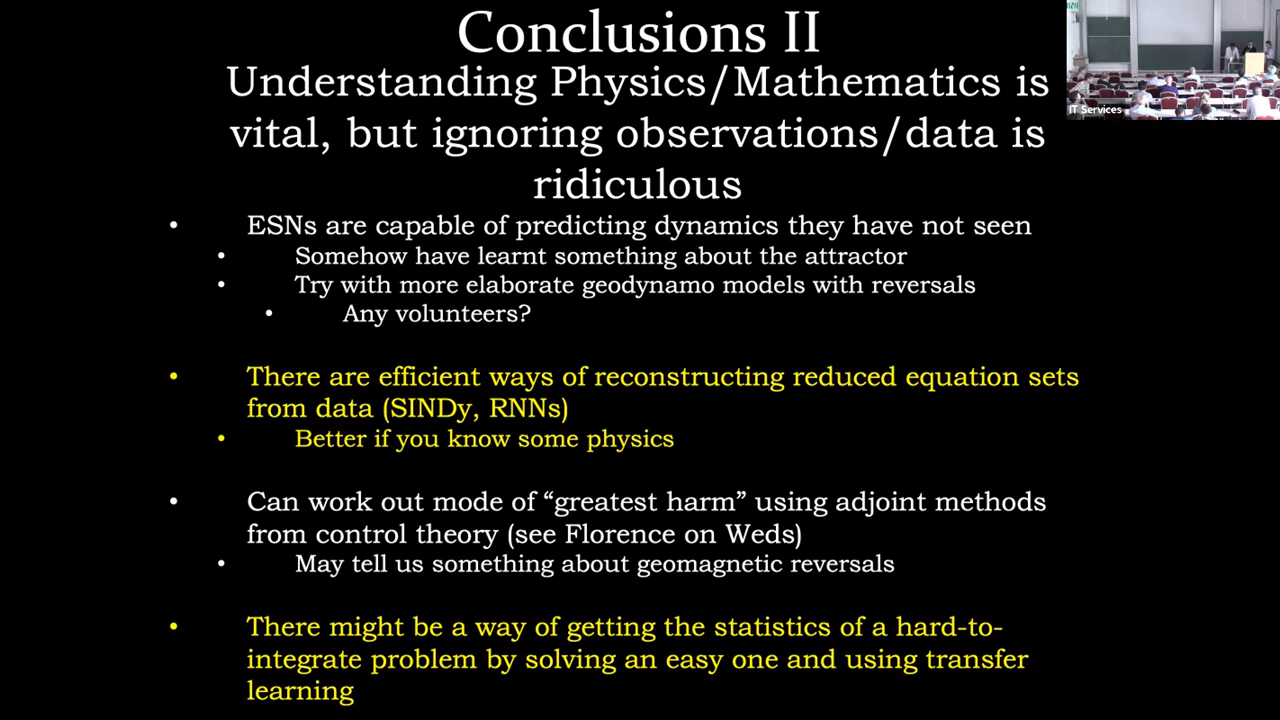 Conclusions II
Understanding Physics/Mathematics is
vital, but ignoring observations/data is
ridiculous
IT Services
• ESNs are capable of predicting dynamics they have not seen
• Somehow have learnt something about the attractor
• Try with more elaborate geodynamo models with reversals
• Any volunteers?
• There are efficient ways of reconstructing reduced equation sets
from data (SINDy, RNNs)
• Better if you know some physics
• Can work out mode of “greatest harm” using adjoint methods
from control theory (see Florence on Weds)
• May tell us something about geomagnetic reversals
• There might be a way of getting the statistics of a hard-to-
integrate problem by solving an easy one and using transfer
learning